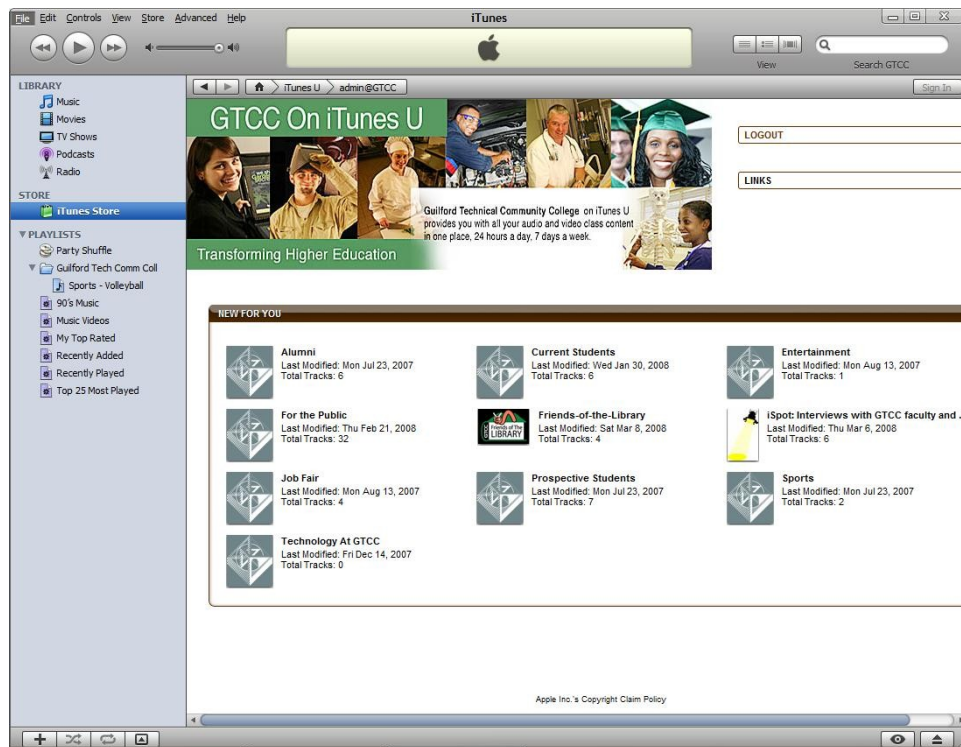 File Edit Controls View Store Advanced Help
iTunes
View
Search GTCC
LIBRARY
Music
Movies
TV Shows
Podcasts
Radio
STORE
iTunes Store
PLAYLISTS
Party Shuffle
Guilford Tech Comm Coll
Sports - Volleyball
90's Music
Music Videos
My Top Rated
Recently Added
Recently Played
Top 25 Most Played
iTunes U admin@GTCC
Sign In
GTCC On iTunes U
Guilford Technical Community College on iTunes U
provides you with all your audio and video class content
in one place, 24 hours a day, 7 days a week.
Transforming Higher Education
LOGOUT
LINKS
NEW FOR YOU
Alumni
Last Modified: Mon Jul 23, 2007
Total Tracks: 6
Current Students
Last Modified: Wed Jan 30, 2008
Total Tracks: 6
Entertainment
Last Modified: Mon Aug 13, 2007
Total Tracks: 1
For the Public
Last Modified: Thu Feb 21, 2008
Total Tracks: 32
GTCC
Friends of The
LIBRARY
Friends-of-the-Library
Last Modified: Sat Mar 8, 2008
Total Tracks: 4
iSpot: Interviews with GTCC faculty and .
Last Modified: Thu Mar 6, 2008
Total Tracks: 6
Job Fair
Last Modified: Mon Aug 13, 2007
Total Tracks: 4
Prospective Students
Last Modified: Mon Jul 23, 2007
Total Tracks: 7
Sports
Last Modified: Mon Jul 23, 2007
Total Tracks: 2
Technology At GTCC
Last Modified: Fri Dec 14, 2007
Total Tracks: 0
Apple Inc.'s Copyright Claim Policy